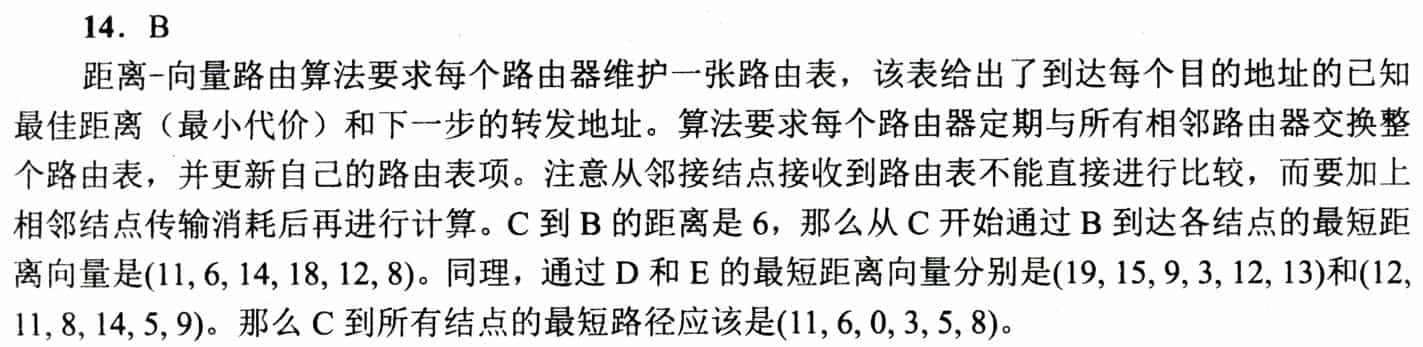 14. B
距离-向量路由算法要求每个路由器维护一张路由表，该表给出了到达每个目的地址的已知
最佳距离（最小代价）和下一步的转发地址。算法要求每个路由器定期与所有相邻路由器交换整
个路由表，并更新自己的路由表项。注意从邻接结点接收到路由表不能直接进行比较，而要加上
相邻结点传输消耗后再进行计算。C 到 B 的距离是 6，那么从 C 开始通过 B 到达各结点的最短距
离向量是(11, 6, 14, 18, 12, 8)。同理，通过 D 和 E 的最短距离向量分别是(19, 15, 9, 3, 12, 13)和(12,
11, 8, 14, 5, 9)。那么 C 到所有结点的最短路径应该是(11, 6, 0, 3, 5, 8)。